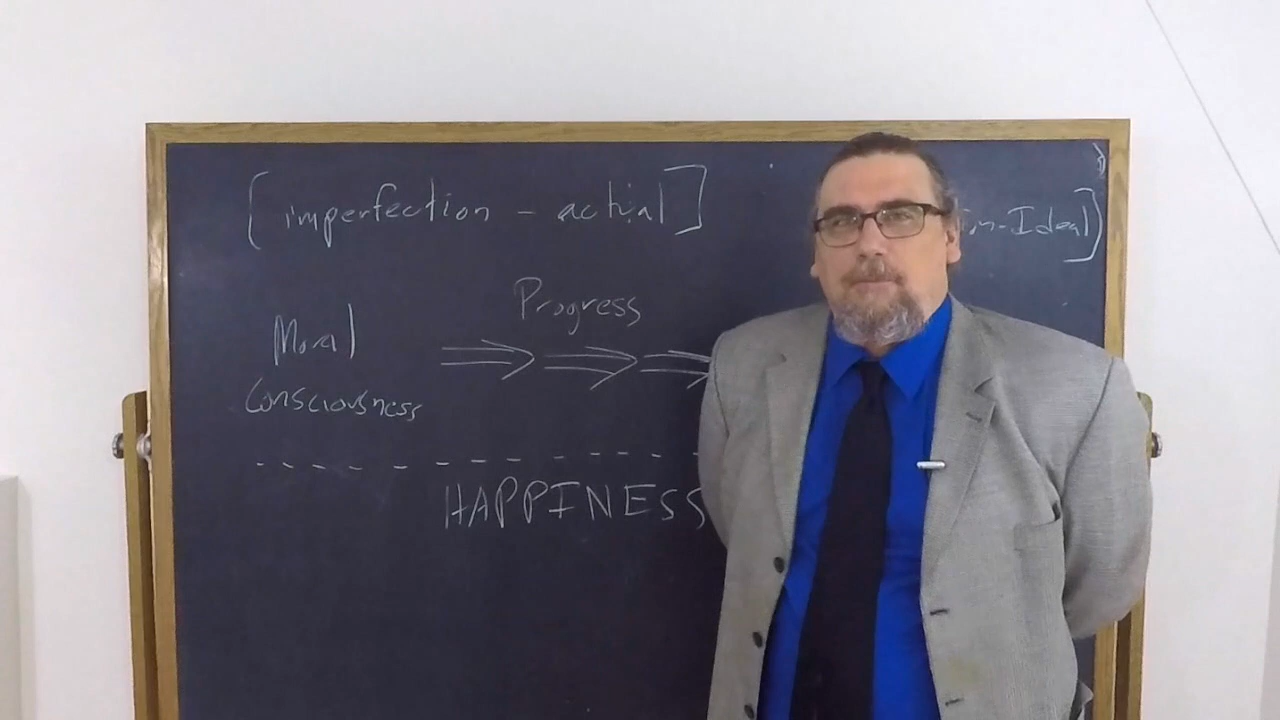 [imperfection - actual]
-Ideal]
Progress
Moral
Consciousness
HAPPINESS